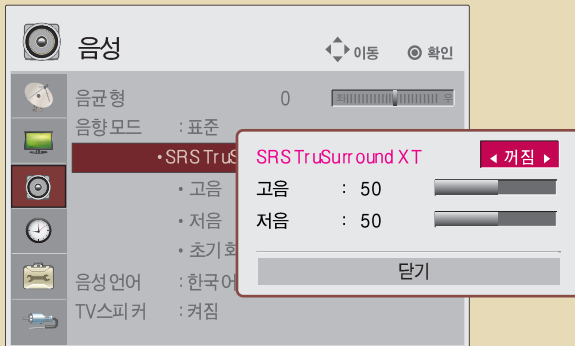 음성
이동 확인
음균형 0 좌 우
음향모드 : 표준
•SRS TruS
• 고음
• 저음
• 초기화
음성언어 : 한국어
TV스피커 : 켜짐
SRS TruSurround XT ◀ 꺼짐 ▶
고음 : 50
저음 : 50
닫기